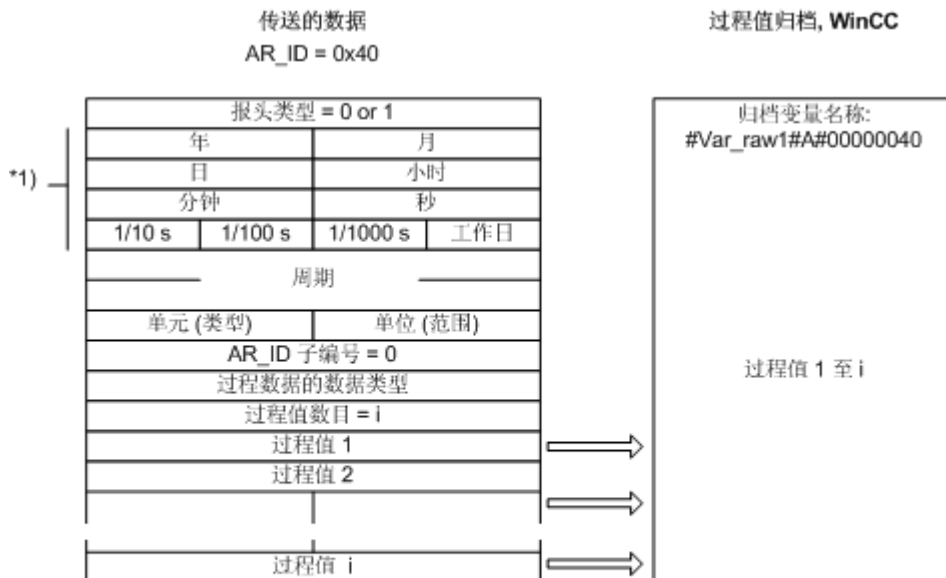 传送的数据
AR_ID = 0x40
过程值归档, WinCC
报头类型 = 0 or 1
年 月
日 小时
分钟 秒
1/10 s 1/100 s 1/1000 s 工作日
*1)
周期
单元 (类型) 单位 (范围)
AR_ID 子编号 = 0
过程数据的数据类型
过程值数目 = i
过程值 1
过程值 2
过程值 i
归档变量名称:
#Var_raw1#A#00000040
过程值 1 至 i